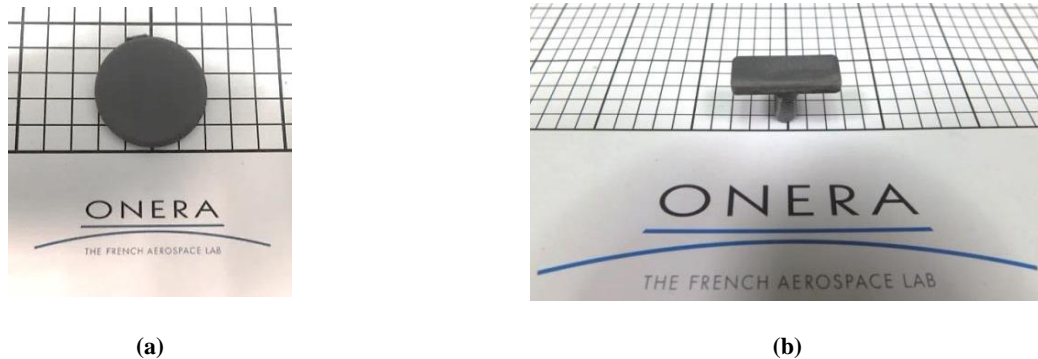 ONERA
THE FRENCH AEROSPACE LAB
ONERA
THE FRENCH AEROSPACE LAB
(a)
(b)